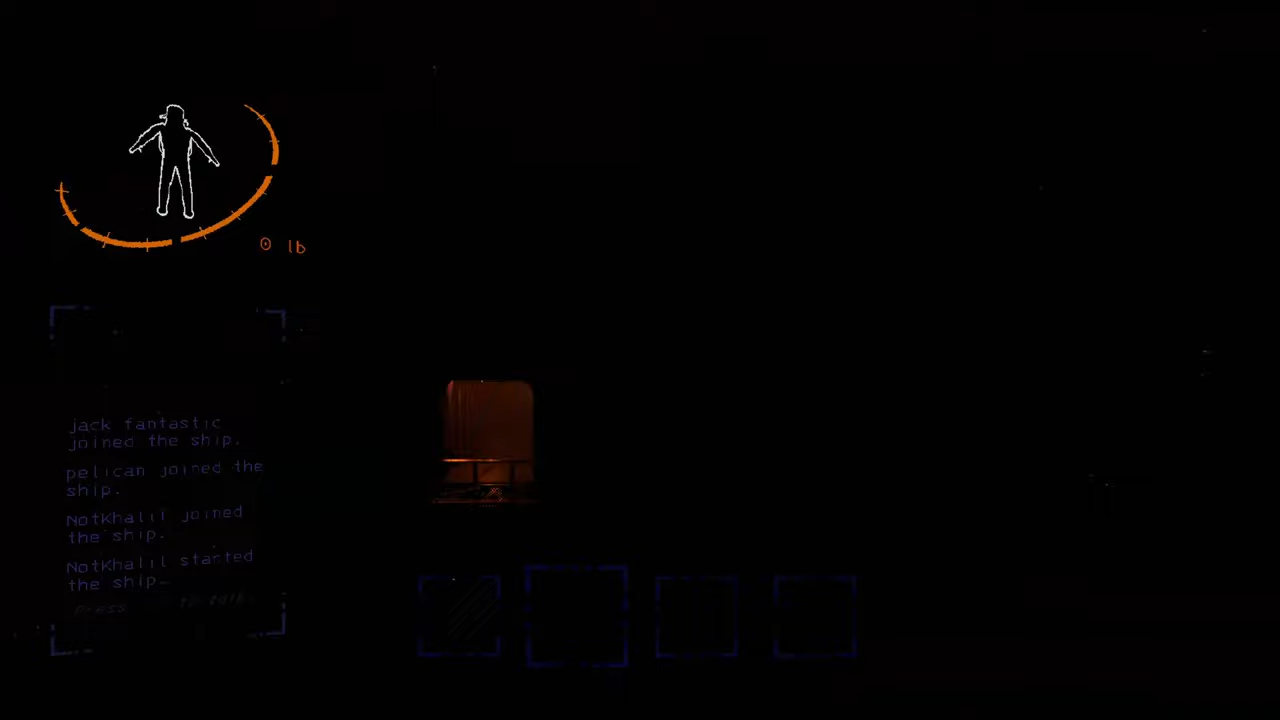 0 lb
jack fantastic
joined the ship.
pelican joined the
ship.
NotKhalil joined
the ship.
NotKhalil started
the ship.
Press